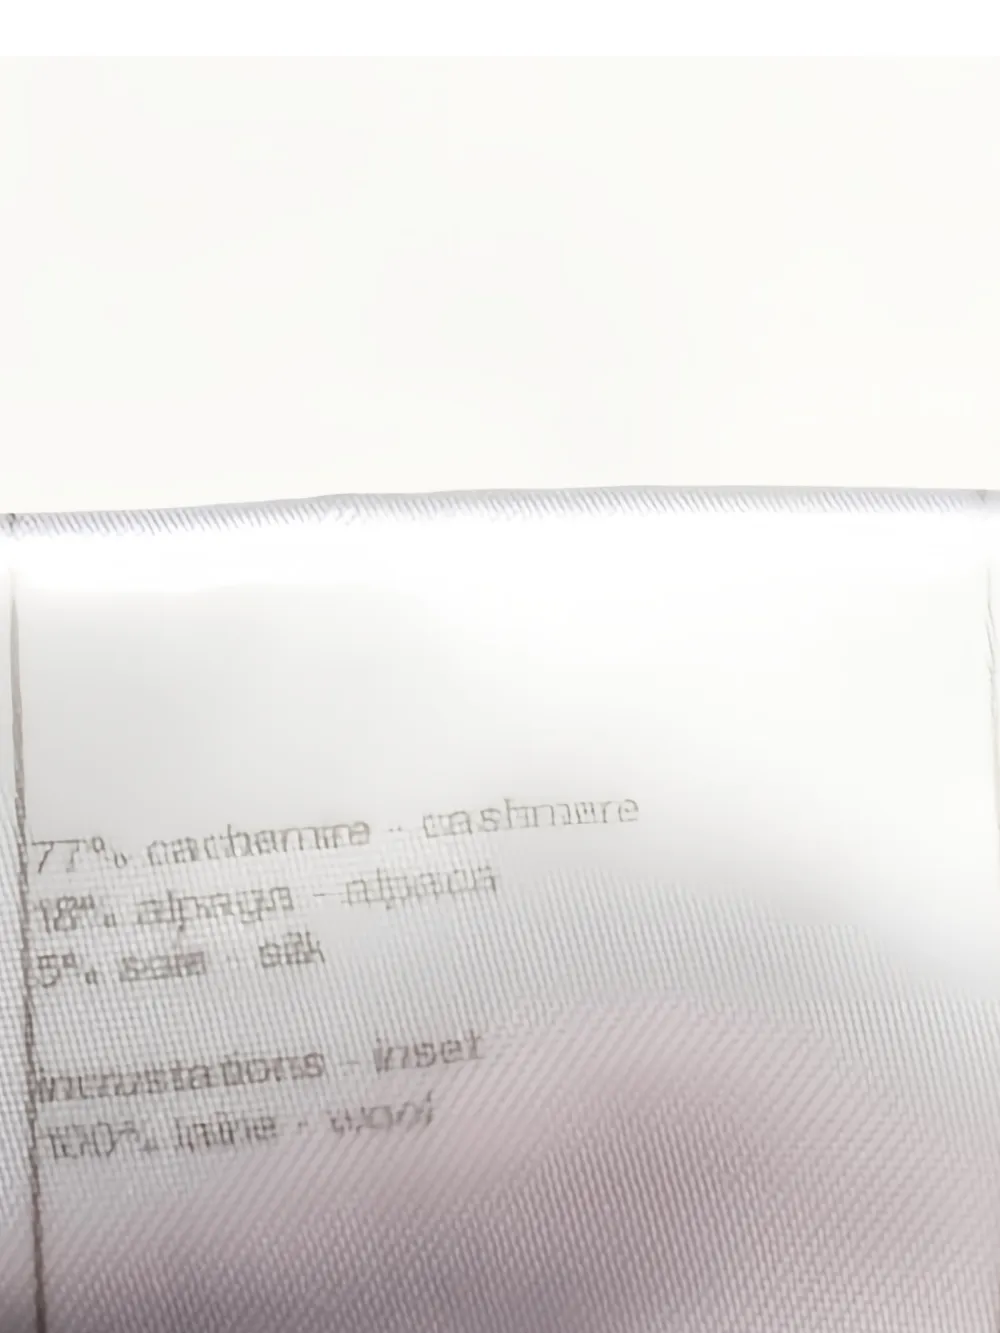 77% cachemire - cashmere
18% alpaga - alpaca
5% soie - silk
incrustations - inset
100% laine - wool